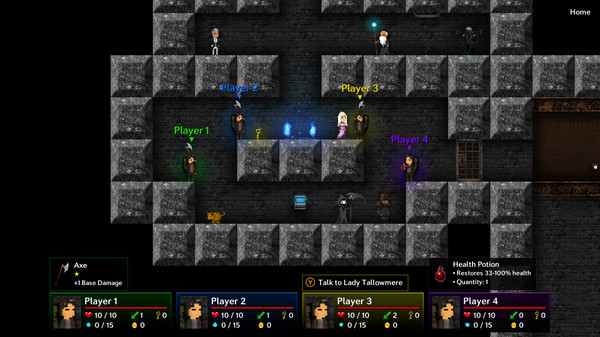 Home
Player 2
Player 3
Player 1
Player 4
Axe
+1 Base Damage
Y Talk to Lady Tallowmere
Health Potion
• Restores 33-100% health
• Quantity: 1
Player 1
10 / 10 1 0
0 / 15 0
Player 2
10 / 10 1 0
0 / 15 0
Player 3
10 / 10 2 0
0 / 15 0
Player 4
10 / 10 0 0
0 / 15 0